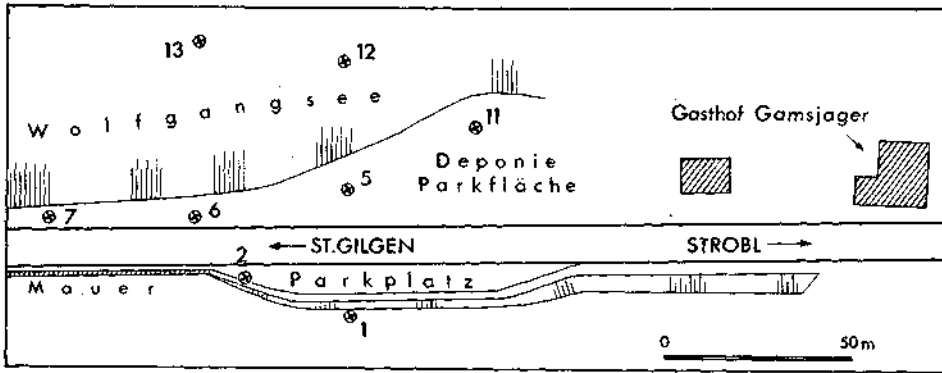 13
12
Wolfgangsee
11
Gasthof Gamsjager
Deponie
Parkfläche
5
7
6
← ST.GILGEN
STROBL →
2
Parkplatz
Mauer
1
0
50m